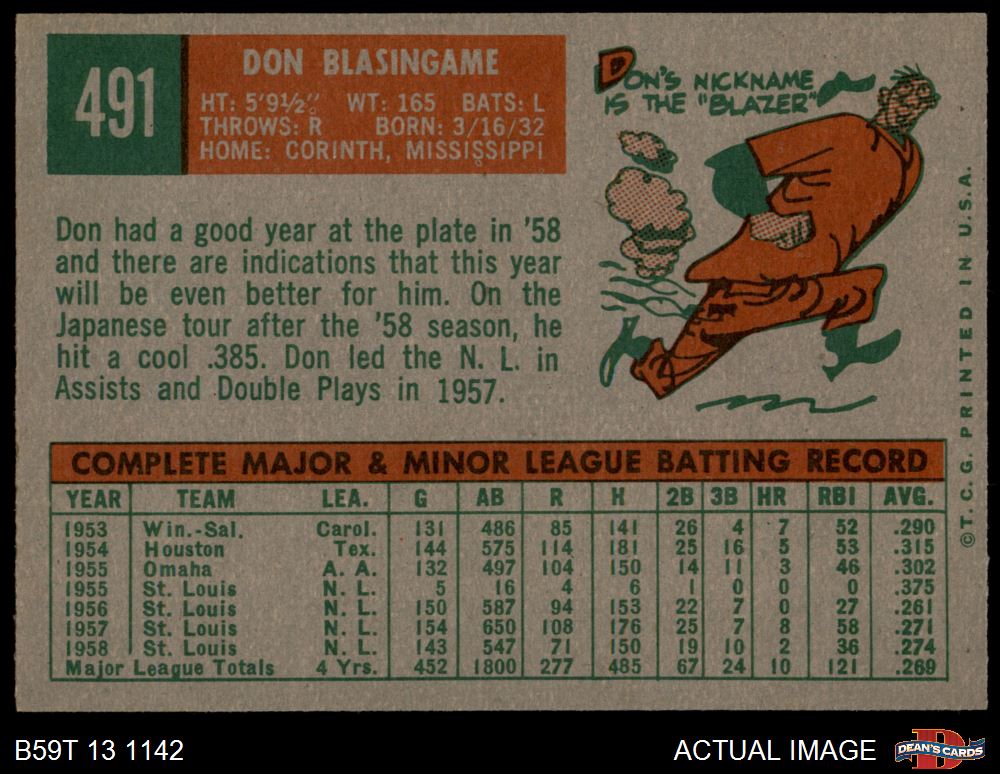 491
DON BLASINGAME
HT: 5'9½" WT: 165 BATS: L
THROWS: R BORN: 3/16/32
HOME: CORINTH, MISSISSIPPI
DON'S NICKNAME
IS THE "BLAZER"
Don had a good year at the plate in '58
and there are indications that this year
will be even better for him. On the
Japanese tour after the '58 season, he
hit a cool .385. Don led the N. L. in
Assists and Double Plays in 1957.
COMPLETE MAJOR & MINOR LEAGUE BATTING RECORD
YEAR TEAM LEA. G AB R H 2B 3B HR RBI AVG.
1953 Win.-Sal. Carol. 131 486 85 141 26 4 7 52 .290
1954 Houston Tex. 144 575 114 181 25 16 5 53 .315
1955 Omaha A. A. 132 497 104 150 14 11 3 46 .302
1955 St. Louis N. L. 5 16 4 6 1 0 0 0 .375
1956 St. Louis N. L. 150 587 94 153 22 7 0 27 .261
1957 St. Louis N. L. 154 650 108 176 25 7 8 58 .271
1958 St. Louis N. L. 143 547 71 150 19 10 2 36 .274
Major League Totals 4 Yrs. 452 1800 277 485 67 24 10 121 .269
©T.C.G. PRINTED IN U.S.A.
B59T 13 1142
ACTUAL IMAGE
DEAN'S CARDS